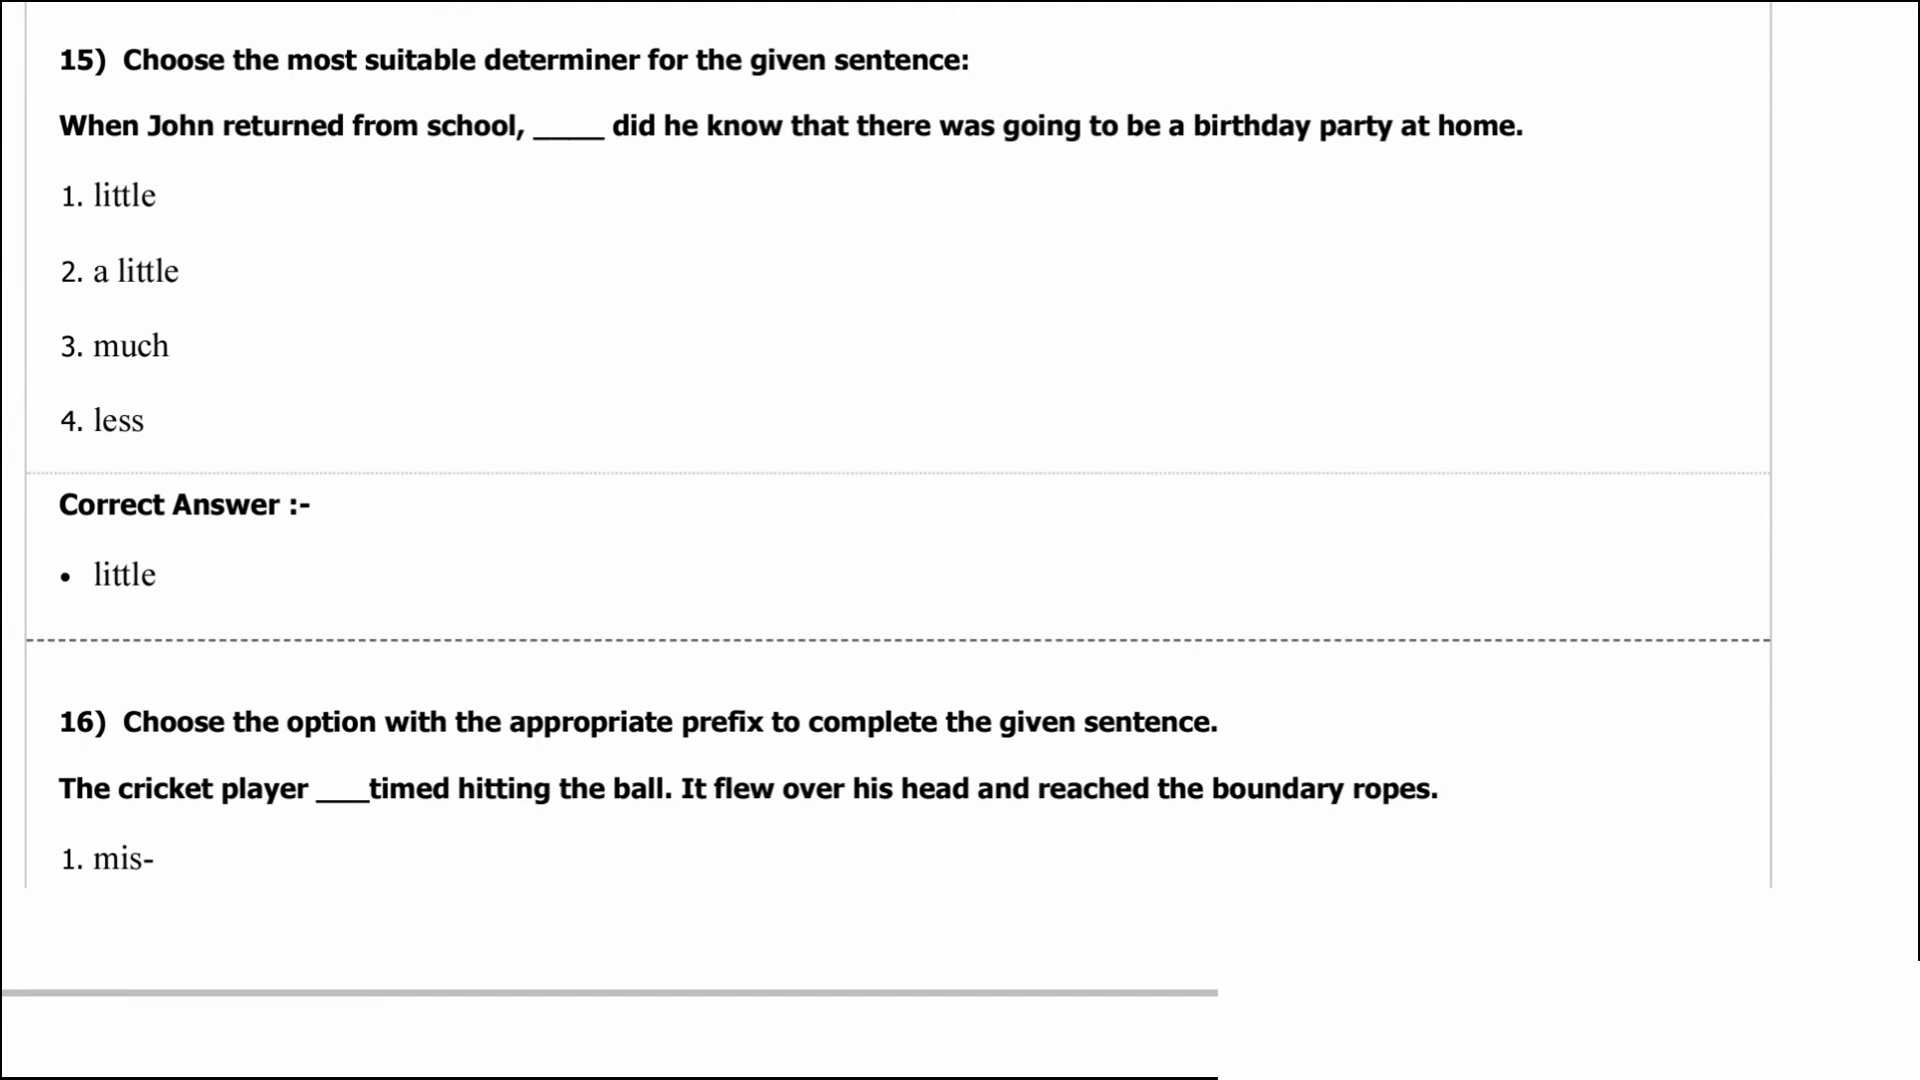 15) Choose the most suitable determiner for the given sentence:
When John returned from school, ____ did he know that there was going to be a birthday party at home.
1. little
2. a little
3. much
4. less
Correct Answer :-
• little
16) Choose the option with the appropriate prefix to complete the given sentence.
The cricket player ___timed hitting the ball. It flew over his head and reached the boundary ropes.
1. mis-